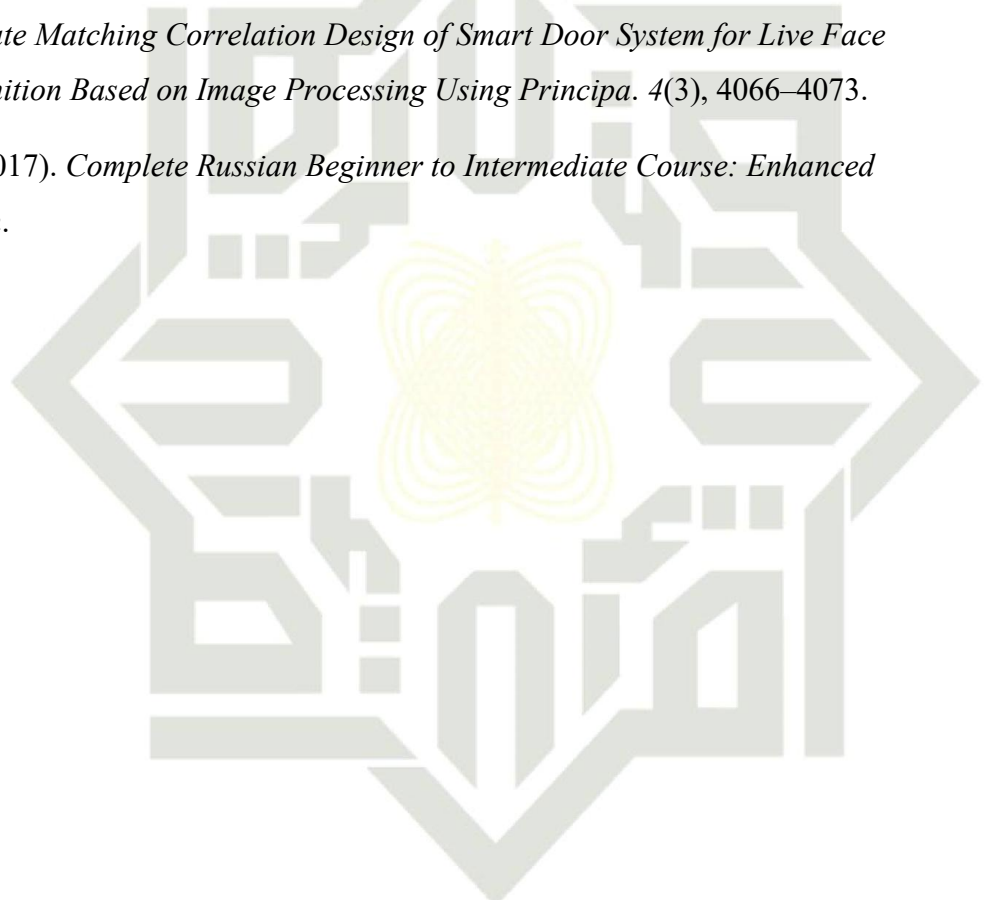 te Matching Correlation Design of Smart Door System for Live Face
nition Based on Image Processing Using Principa. 4(3), 4066–4073.
017). Complete Russian Beginner to Intermediate Course: Enhanced
.